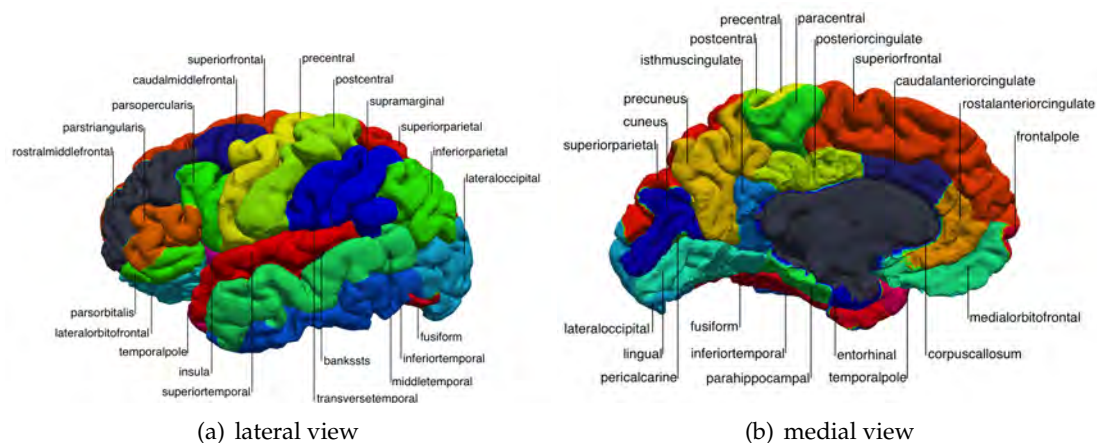 superiorfrontal
precentral
caudalmiddlefrontal
postcentral
parsopercularis
supramarginal
parstriangularis
superiorparietal
rostralmiddlefrontal
inferiorparietal
lateraloccipital
parsorbitalis
lateralorbitofrontal
temporalpole
insula
superiortemporal
transversetemporal
bankssts
middletemporal
inferiortemporal
fusiform
(a) lateral view
precentral
paracentral
postcentral
posteriorcingulate
isthmuscingulate
superiorfrontal
caudalanteriorcingulate
precuneus
rostalanteriorcingulate
cuneus
frontalpole
superiorparietal
lateraloccipital
fusiform
medialorbitofrontal
lingual
inferiortemporal
entorhinal
corpuscallosum
pericalcarine
parahippocampal
temporalpole
(b) medial view